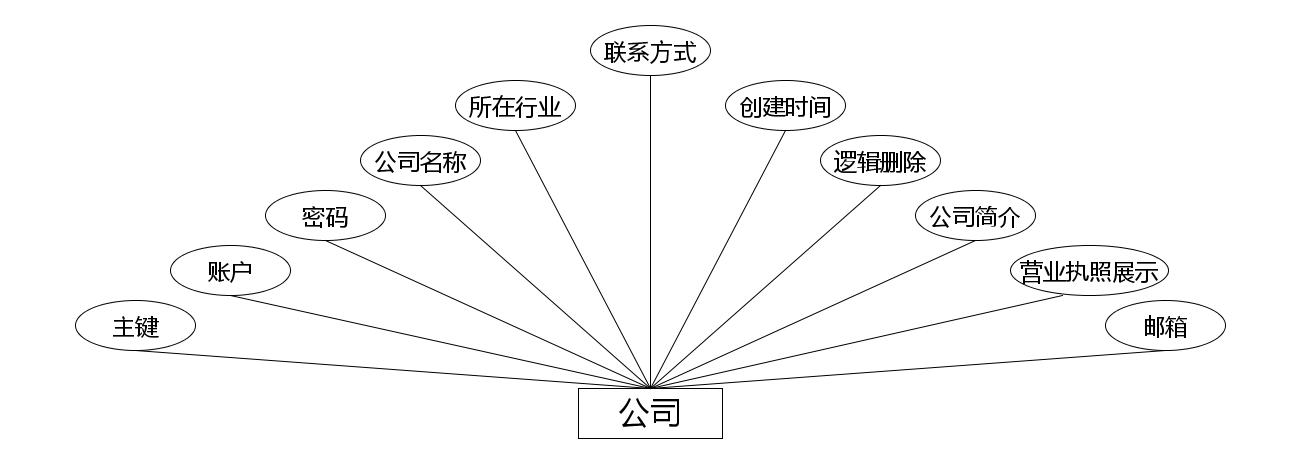 联系方式
所在行业
创建时间
公司名称
逻辑删除
密码
公司简介
账户
营业执照展示
主键
邮箱
公司